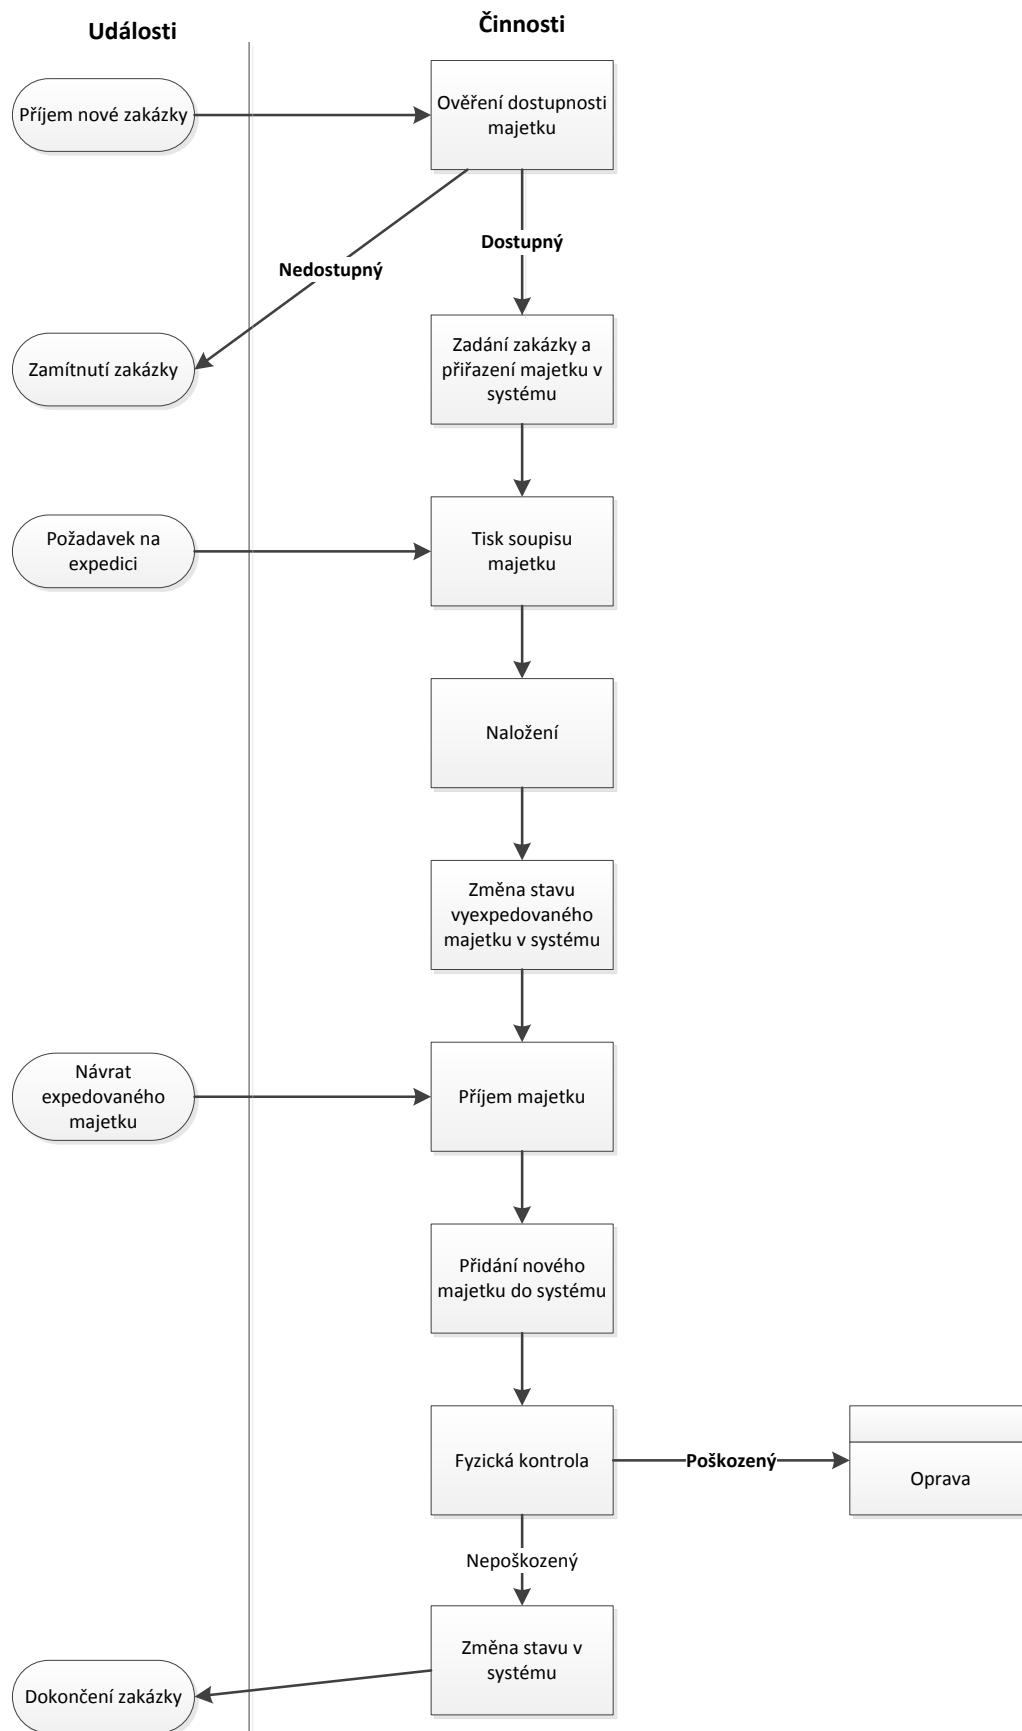 Události
Činnosti
Příjem nové zakázky
Ověření dostupnosti
majetku
Dostupný
Nedostupný
Zamítnutí zakázky
Zadání zakázky a
přiřazení majetku v
systému
Požadavek na
expedici
Tisk soupisu
majetku
Naložení
Změna stavu
vyexpedovaného
majetku v systému
Návrat
expedovaného
majetku
Příjem majetku
Přidání nového
majetku do systému
Fyzická kontrola
Poškozený
Oprava
Nepoškozený
Změna stavu v
systému
Dokončení zakázky